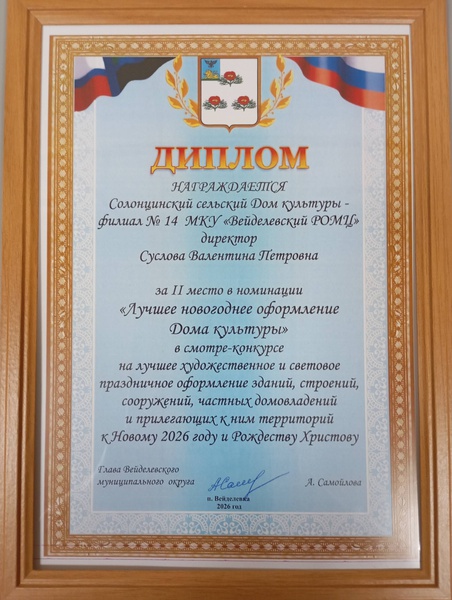 ДИПЛОМ
НАГРАЖДАЕТСЯ
Солонцинский сельский Дом культуры -
филиал № 14 МКУ «Вейделевский РОМЦ»
директор
Суслова Валентина Петровна
за II место в номинации
«Лучшее новогоднее оформление
Дома культуры»
в смотре-конкурсе
на лучшее художественное и световое
праздничное оформление зданий, строений,
сооружений, частных домовладений
и прилегающих к ним территорий
к Новому 2026 году и Рождеству Христову
Глава Вейделевского
муниципального округа
А. Самойлова
п. Вейделевка
2026 год